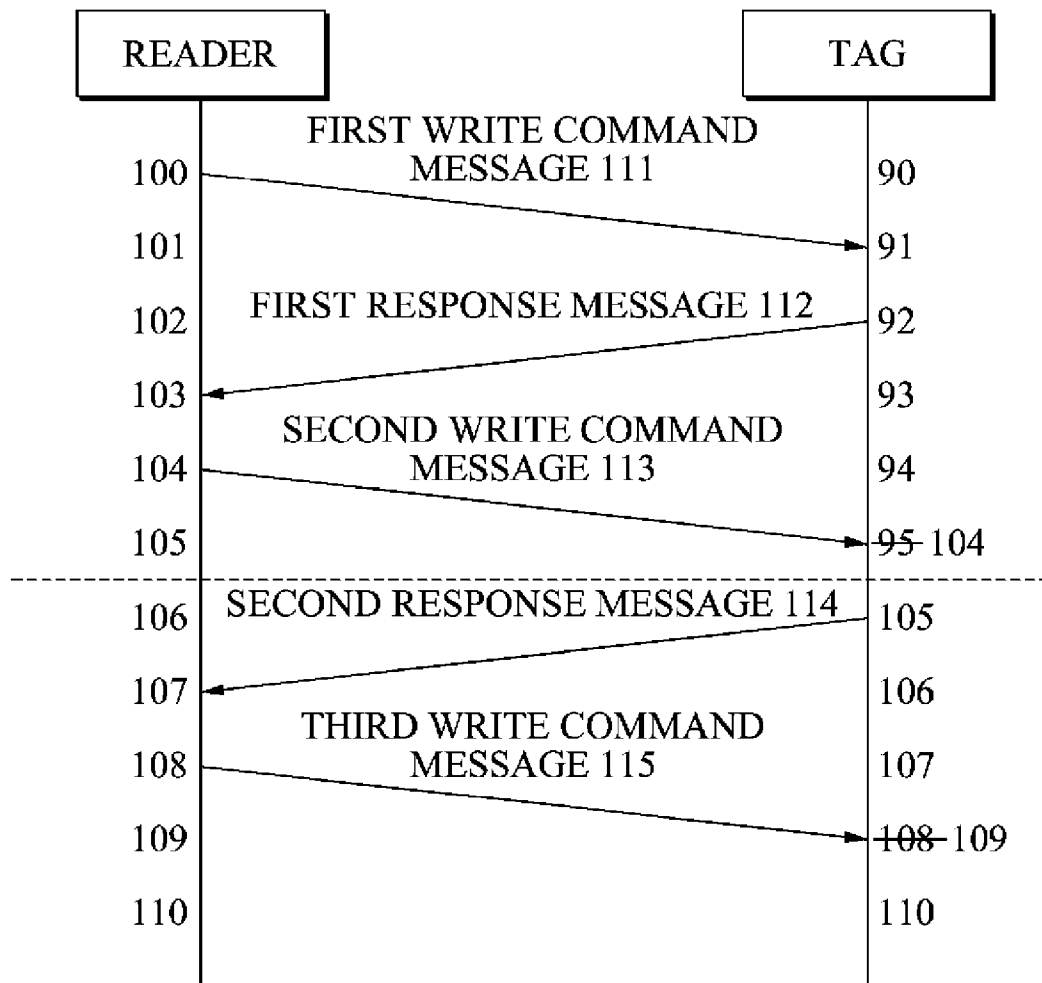 READER TAG
FIRST WRITE COMMAND
100 MESSAGE 111 90
101 91
102 FIRST RESPONSE MESSAGE 112 92
103 93
SECOND WRITE COMMAND
104 MESSAGE 113 94
105 95 104
106 SECOND RESPONSE MESSAGE 114 105
107 106
THIRD WRITE COMMAND
108 MESSAGE 115 107
109 108 109
110 110